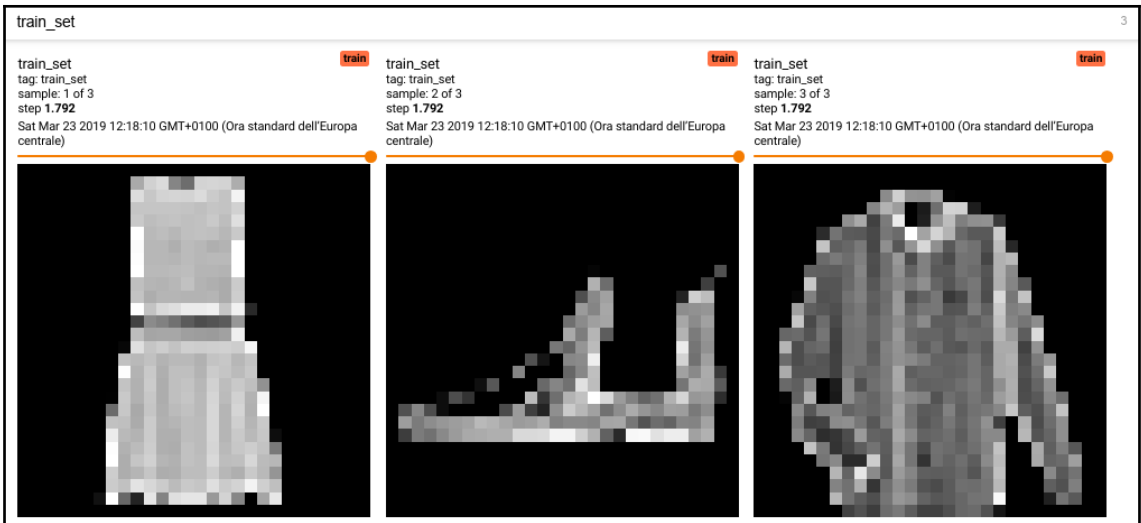 train_set
3
train_set
train
tag: train_set
sample: 1 of 3
step 1.792
Sat Mar 23 2019 12:18:10 GMT+0100 (Ora standard dell'Europa
centrale)
train_set
train
tag: train_set
sample: 2 of 3
step 1.792
Sat Mar 23 2019 12:18:10 GMT+0100 (Ora standard dell'Europa
centrale)
train_set
train
tag: train_set
sample: 3 of 3
step 1.792
Sat Mar 23 2019 12:18:10 GMT+0100 (Ora standard dell'Europa
centrale)